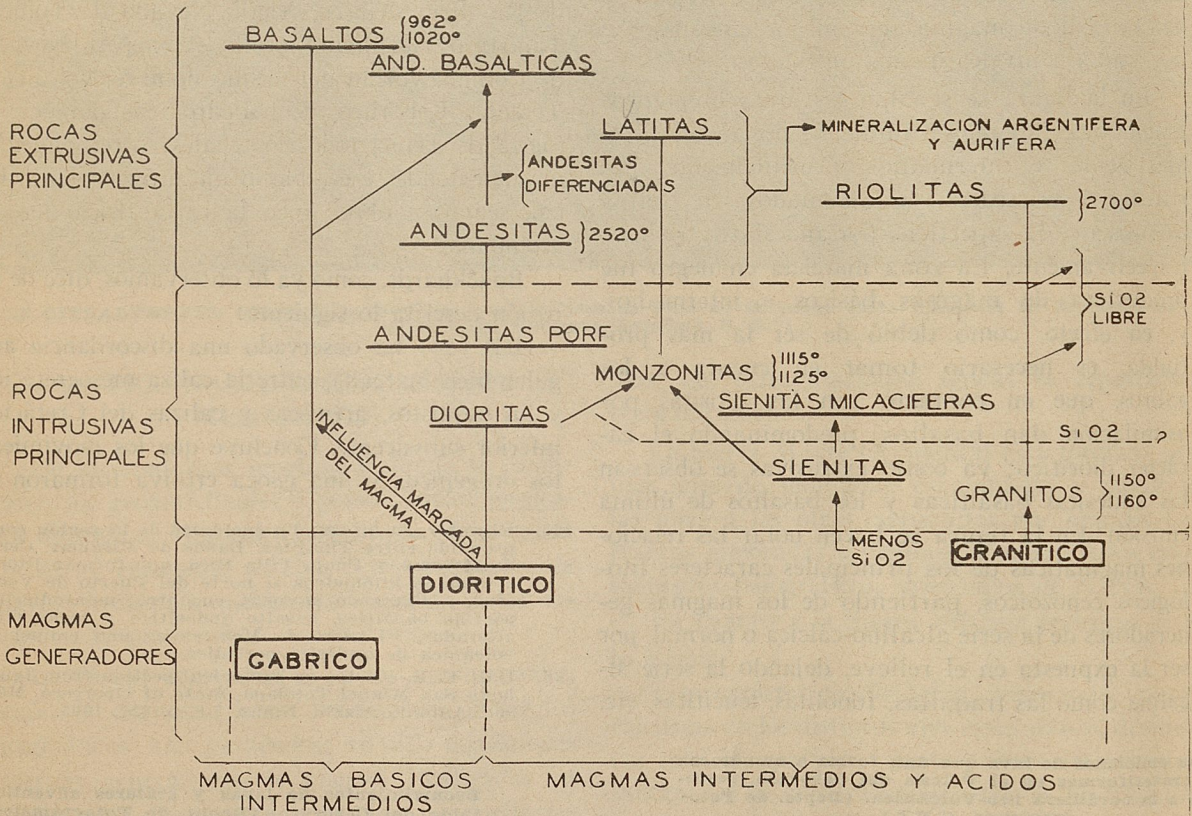 BASALTOS { 962°
1020°
AND. BASALTICAS
ROCAS
EXTRUSIVAS
PRINCIPALES
LATITAS
MINERALIZACION ARGENTIFERA
Y AURIFERA
ANDESITAS
DIFERENCIADAS
RIOLITAS
}2700°
ANDESITAS }2520°
SiO2
LIBRE
ANDESITAS PORF.
MONZONITAS }1115°
1125°
ROCAS
INTRUSIVAS
PRINCIPALES
DIORITAS
SIENITAS MICACIFERAS
SiO2 ?
INFLUENCIA MARCADA
DEL MAGMA
SIENITAS
GRANITOS }1150°
1160°
MENOS
SiO2
GRANITICO
DIORITICO
MAGMAS
GENERADORES
GABRICO
MAGMAS BASICOS
INTERMEDIOS
MAGMAS INTERMEDIOS Y ACIDOS